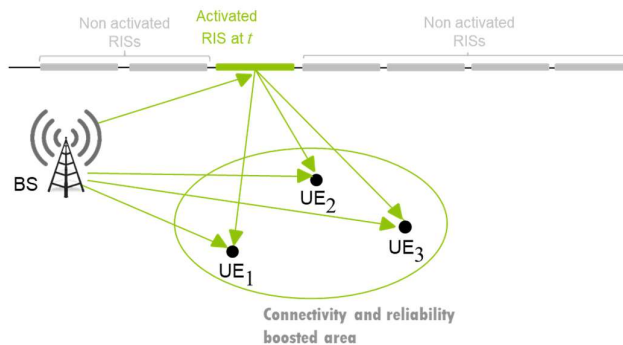 Non activated
RISs
Activated
RIS at t
Non activated
RISs
BS
UE2
UE3
UE1
Connectivity and reliability
boosted area